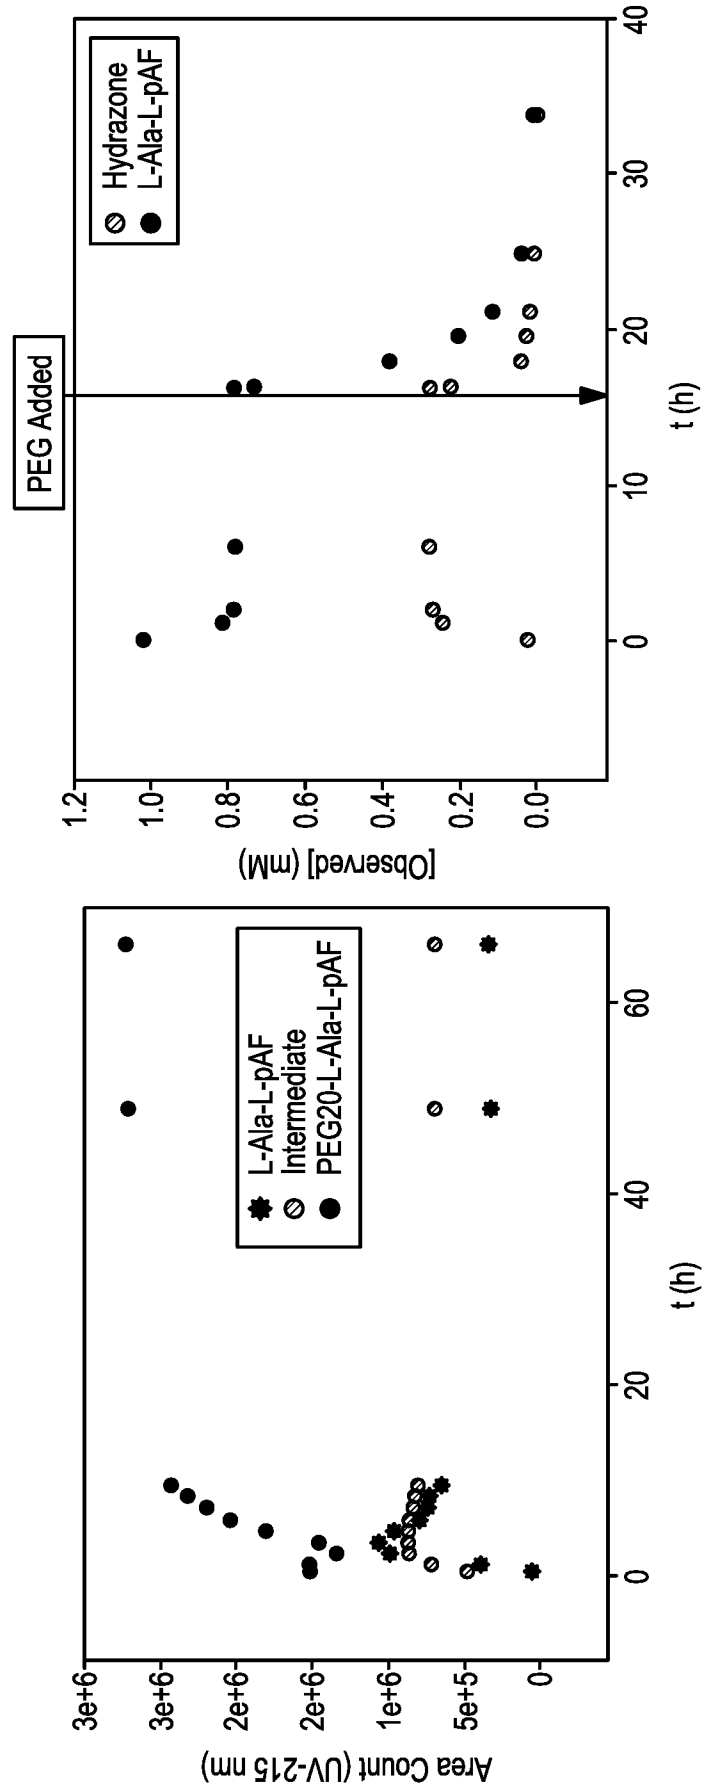 3e+6
3e+6
2e+6
2e+6
1e+6
5e+5
0
Area Count (UV-215 nm)
L-Ala-L-pAF
Intermediate
PEG20-L-Ala-L-pAF
0
20
40
60
t (h)
PEG Added
1.2
1.0
0.8
0.6
0.4
0.2
0.0
[Observed] (mM)
Hydrazone
L-Ala-L-pAF
0
10
20
30
40
t (h)